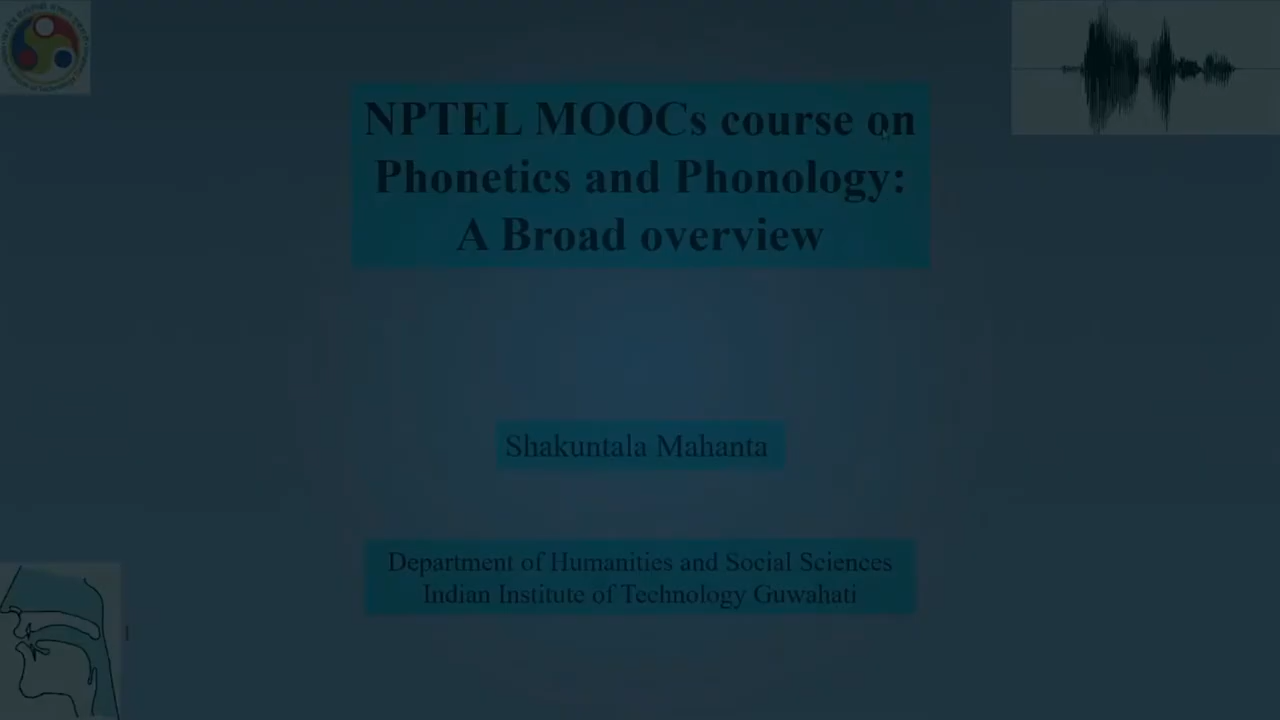 NPTEL MOOCs course on
Phonetics and Phonology:
A Broad overview
Shakuntala Mahanta
Department of Humanities and Social Sciences
Indian Institute of Technology Guwahati